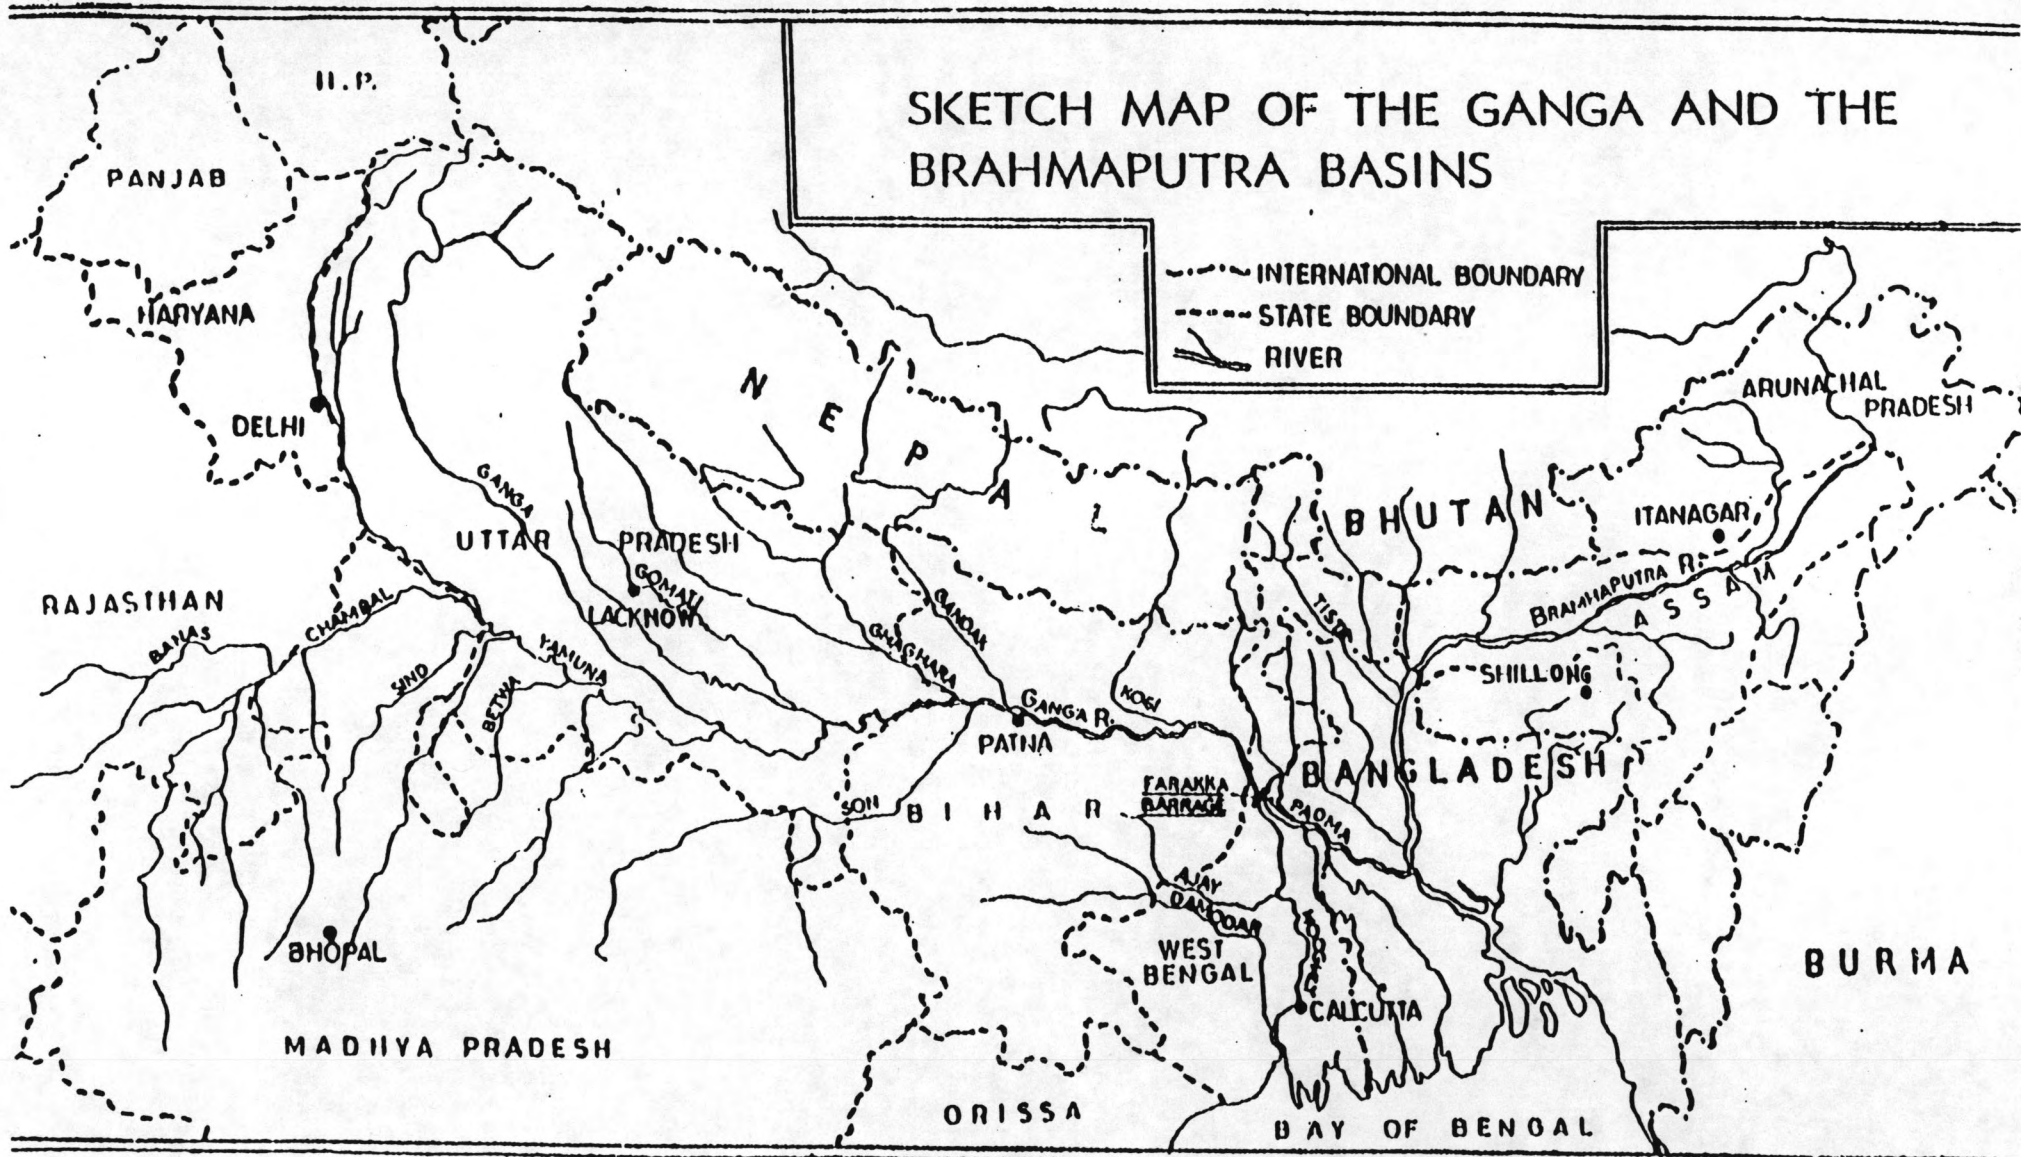 SKETCH MAP OF THE GANGA AND THE
BRAHMAPUTRA BASINS
INTERNATIONAL BOUNDARY
STATE BOUNDARY
RIVER
H.P.
PANJAB
HARYANA
DELHI
NEPAL
ARUNACHAL
PRADESH
GANGA
UTTAR PRADESH
GOMATI
LACKNOW
BHUTAN
ITANAGAR
BRAMHAPUTRA R.
ASSAM
RAJASTHAN
BANAS
CHAMBAL
SIND
BETWA
YAMUNA
GHAGHARA
GANDAK
TISTA
SHILLONG
KOSI
GANGA R.
PATNA
BANGLADESH
FARAKKA
BARRAGE
PADMA
SON
BIHAR
AJAY
DAMODAR
WEST
BENGAL
BHOPAL
CALCUTTA
BURMA
MADHYA PRADESH
ORISSA
BAY OF BENGAL